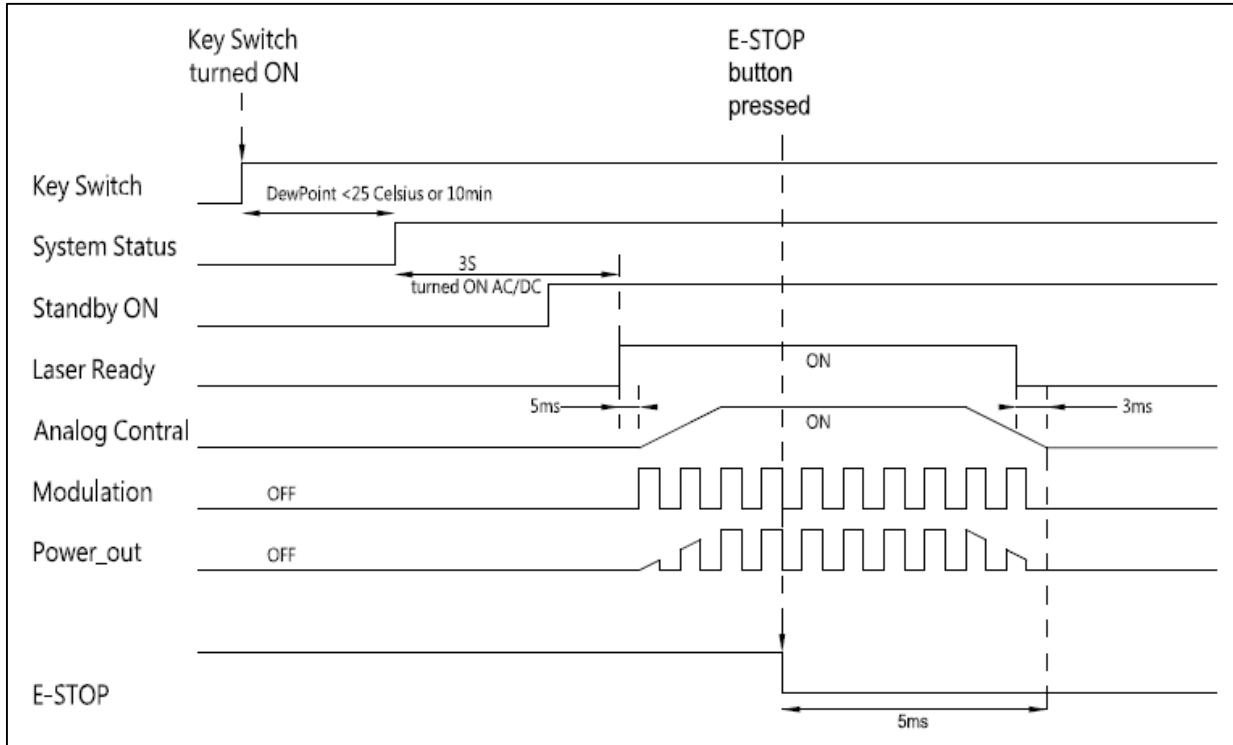 Key Switch
turned ON
E-STOP
button
pressed
Key Switch
DewPoint <25 Celsius or 10min
System Status
3S
turned ON AC/DC
Standby ON
Laser Ready
ON
5ms
3ms
Analog Contral
ON
Modulation
OFF
Power_out
OFF
E-STOP
5ms